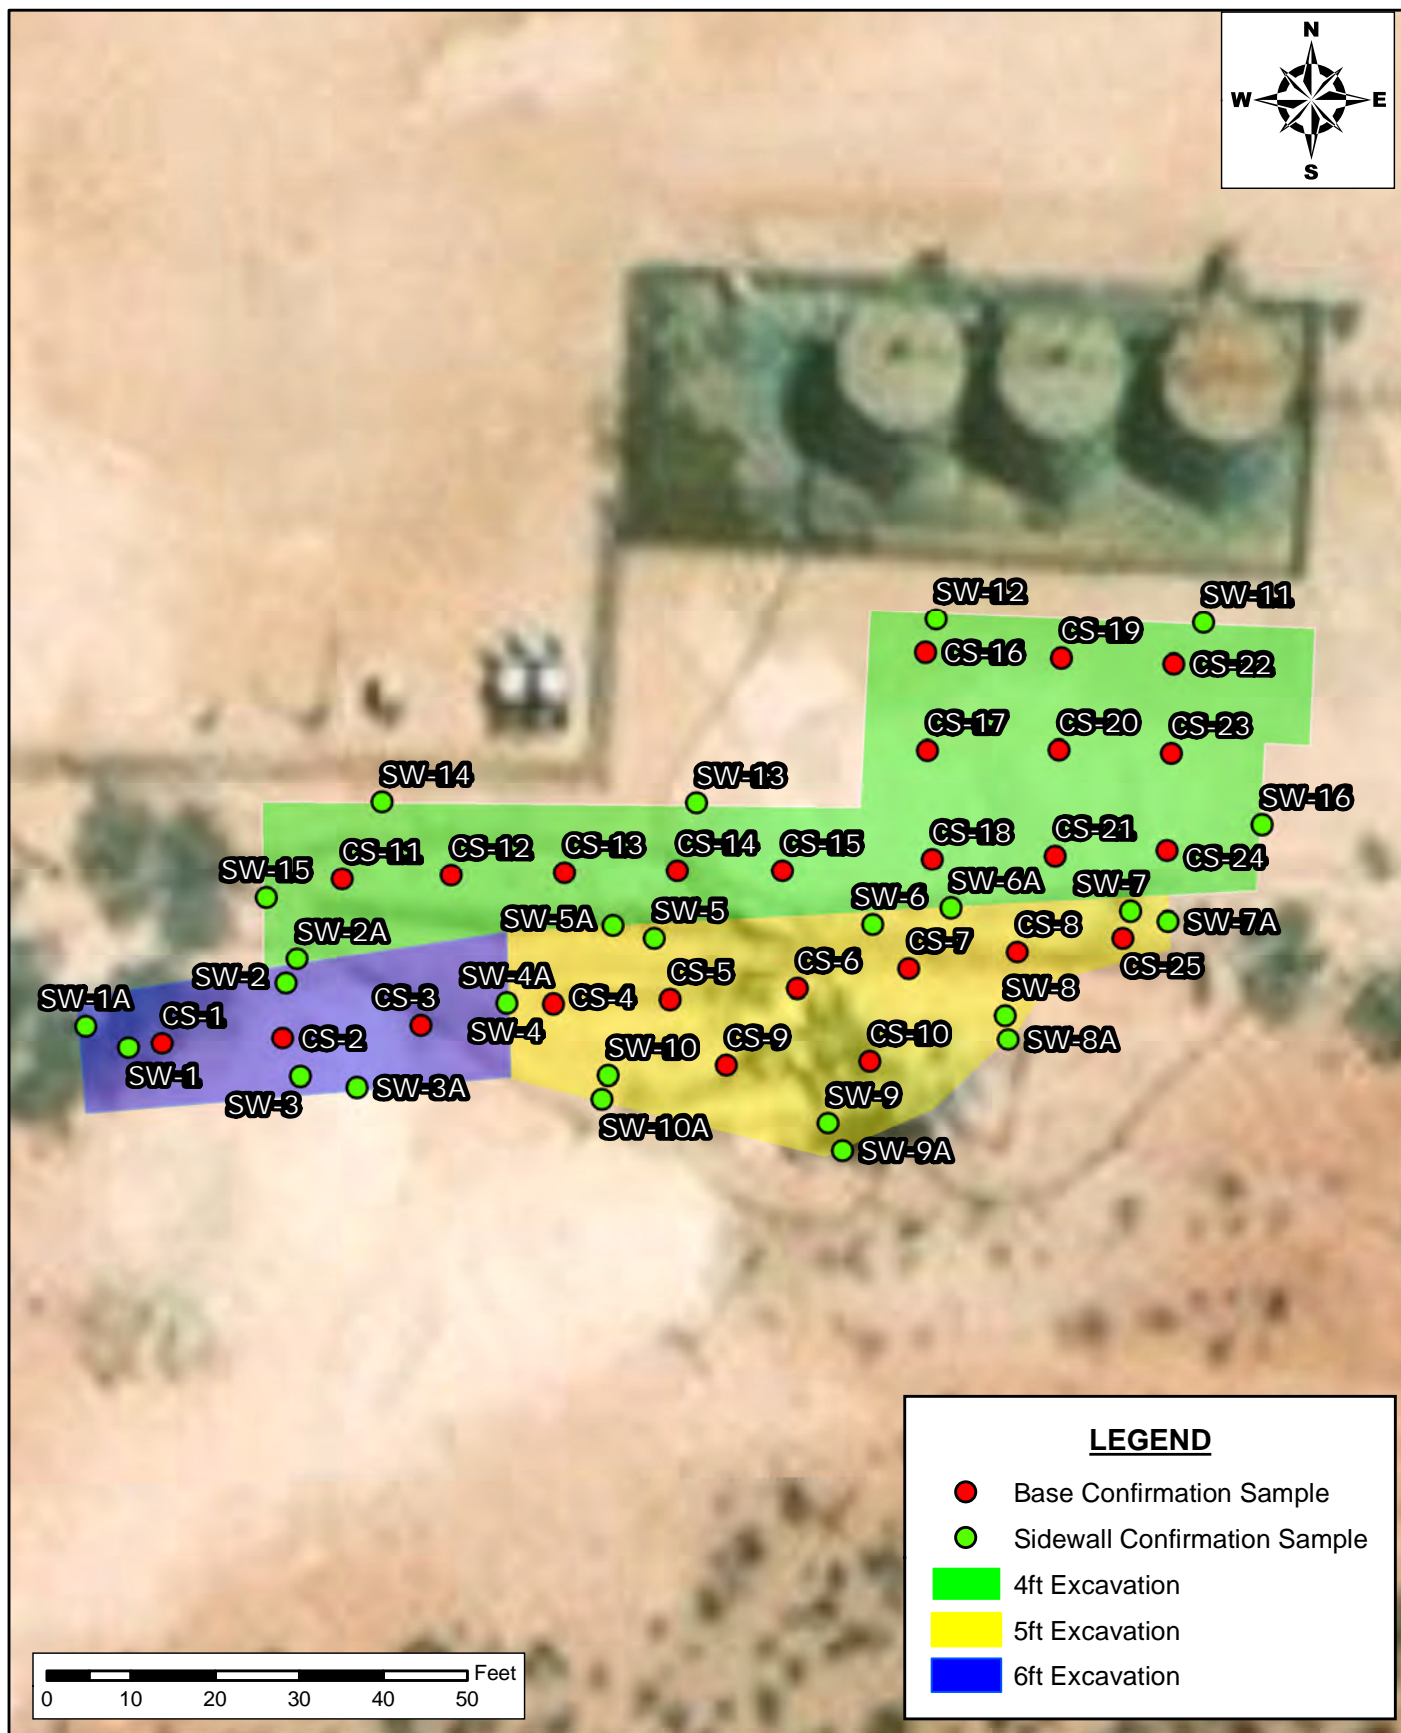 N
W E
S
SW-12
SW-11
CS-19
CS-16
CS-22
CS-17
CS-20
CS-23
SW-14
SW-13
SW-16
CS-11
CS-12
CS-13
CS-14
CS-15
CS-18
CS-21
CS-24
SW-15
SW-5A
SW-5
SW-6
SW-6A
SW-7
SW-7A
SW-2A
SW-2
SW-4A
CS-5
CS-6
CS-7
CS-8
CS-25
SW-1A
CS-1
CS-2
CS-3
SW-4
CS-4
SW-8
SW-8A
SW-1
SW-3
SW-3A
SW-10
CS-9
CS-10
SW-10A
SW-9
SW-9A
LEGEND
Base Confirmation Sample
Sidewall Confirmation Sample
4ft Excavation
5ft Excavation
6ft Excavation
Feet
0 10 20 30 40 50